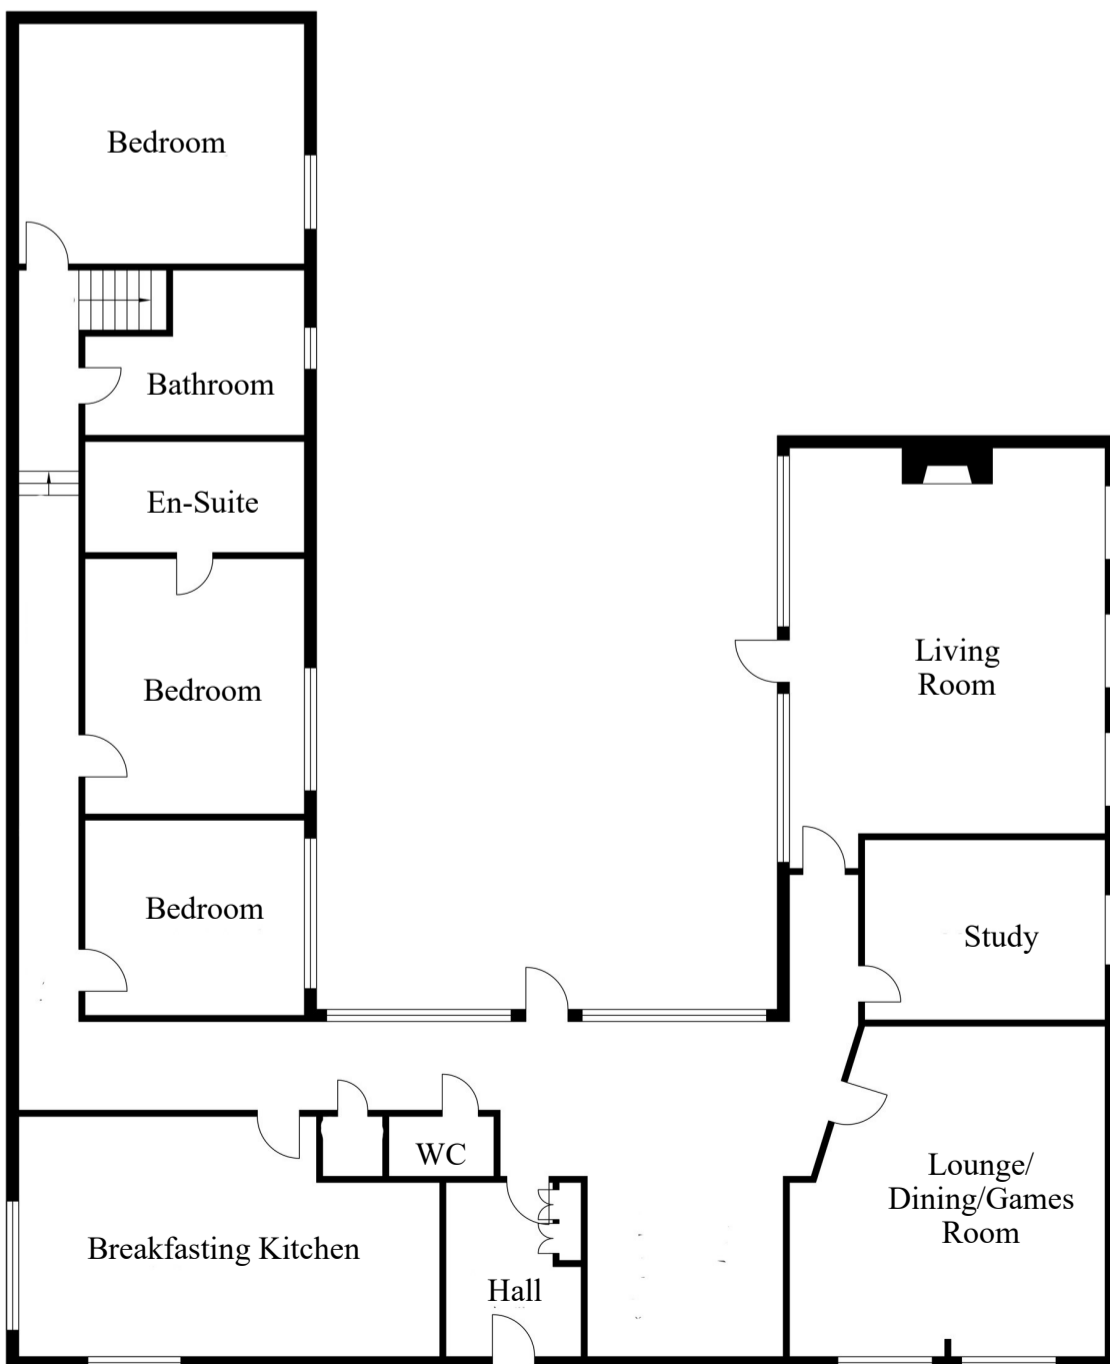 Bedroom
Bathroom
En-Suite
Bedroom
Living
Room
Bedroom
Study
WC
Lounge/
Dining/Games
Room
Breakfasting Kitchen
Hall